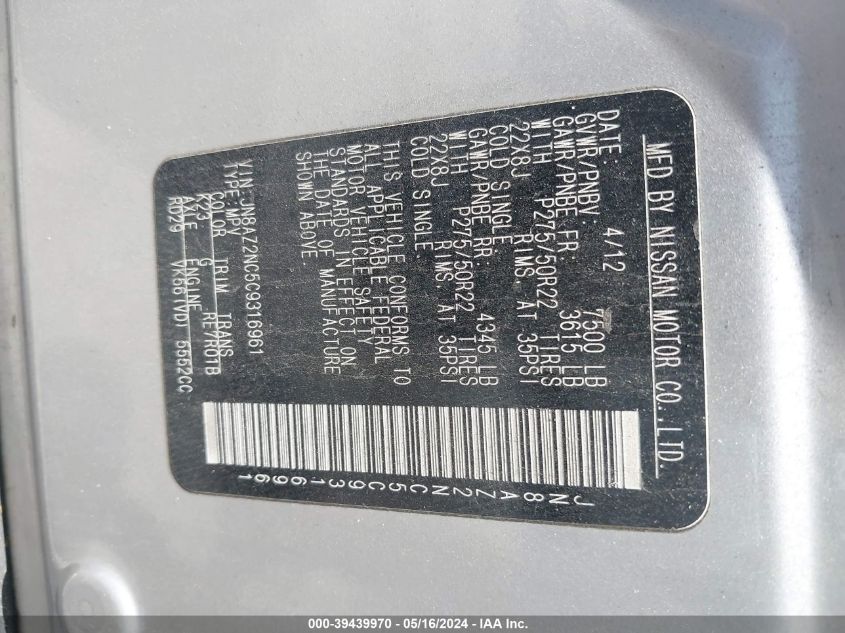 MFD BY NISSAN MOTOR CO.,LTD.
DATE: 4/12
GVWR/PNBV 7500 LB
GAWR/PNBE FR: 3615 LB
WITH P275/50R22 TIRES
22X8J RIMS AT 35PSI
COLD SINGLE
GAWR/PNBE RR: 4345 LB
WITH P275/50R22 TIRES
22X8J RIMS AT 35PSI
COLD SINGLE
THIS VEHICLE CONFORMS TO
ALL APPLICABLE FEDERAL
MOTOR VEHICLE SAFETY
STANDARDS IN EFFECT ON
THE DATE OF MANUFACTURE
SHOWN ABOVE.
VIN:JN8AZ2NC5C9316961
TYPE:MPV
COLOR TRIM TRANS
K23 G RE7R01B
AXLE ENGINE
RD29 VK56(VD) 5552CC
JN8AZ2NC5C9316961
000-39439970 - 05/16/2024 - IAA Inc.